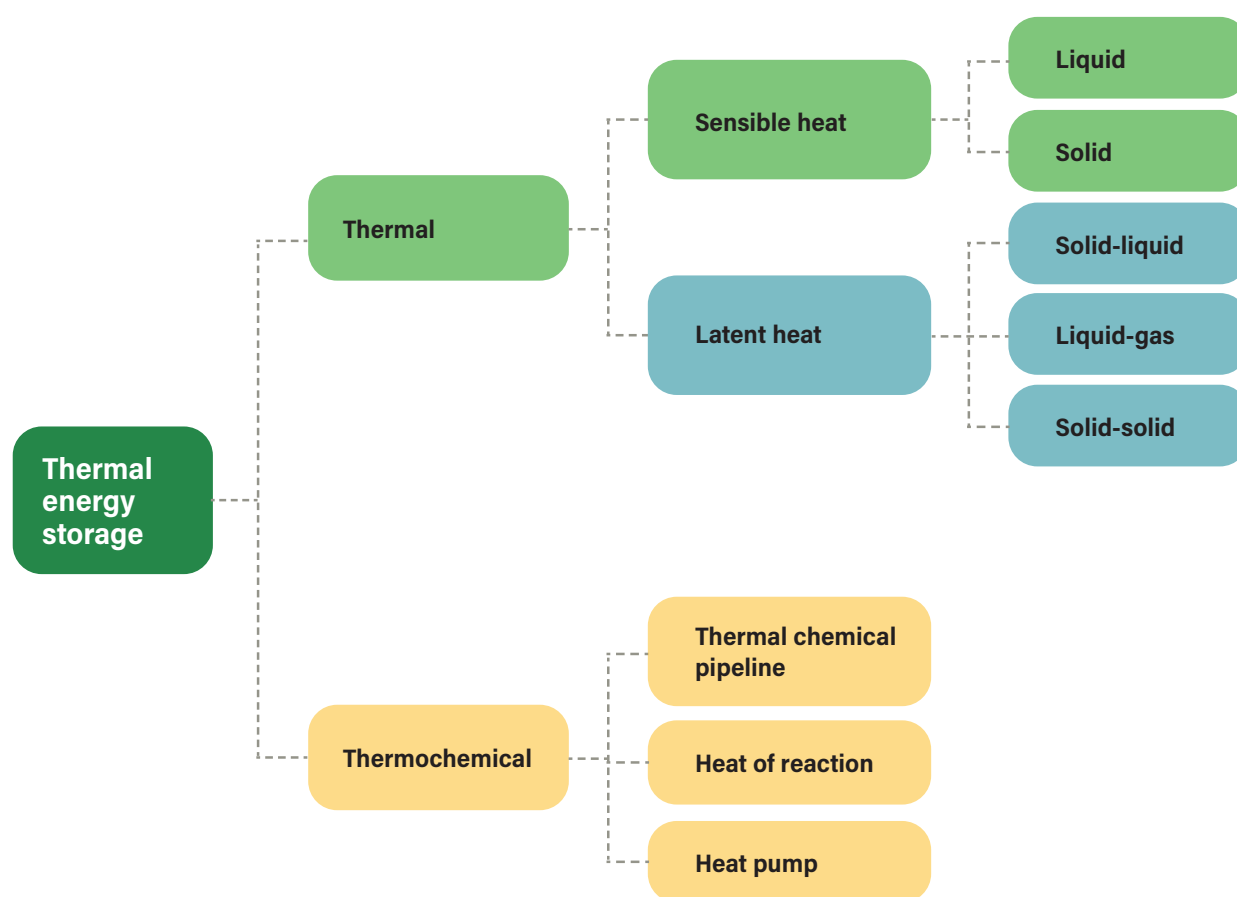 Thermal
energy
storage
Thermal
Sensible heat
Liquid
Solid
Latent heat
Solid-liquid
Liquid-gas
Solid-solid
Thermochemical
Thermal chemical
pipeline
Heat of reaction
Heat pump